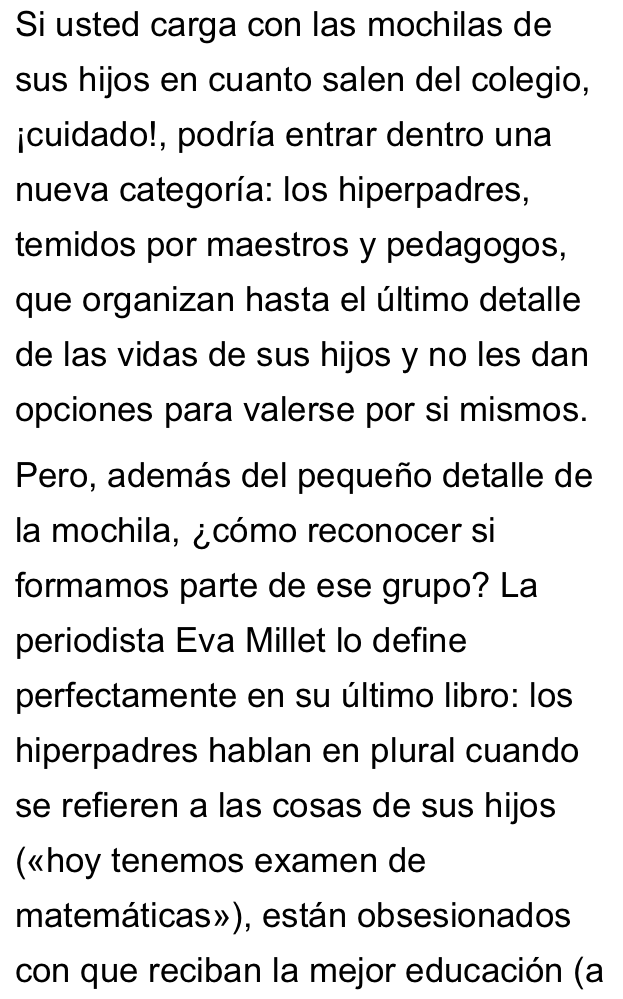 Si usted carga con las mochilas de
sus hijos en cuanto salen del colegio,
¡cuidado!, podría entrar dentro una
nueva categoría: los hiperpadres,
temidos por maestros y pedagogos,
que organizan hasta el último detalle
de las vidas de sus hijos y no les dan
opciones para valerse por si mismos.
Pero, además del pequeño detalle de
la mochila, ¿cómo reconocer si
formamos parte de ese grupo? La
periodista Eva Millet lo define
perfectamente en su último libro: los
hiperpadres hablan en plural cuando
se refieren a las cosas de sus hijos
(«hoy tenemos examen de
matemáticas»), están obsesionados
con que reciban la mejor educación (a